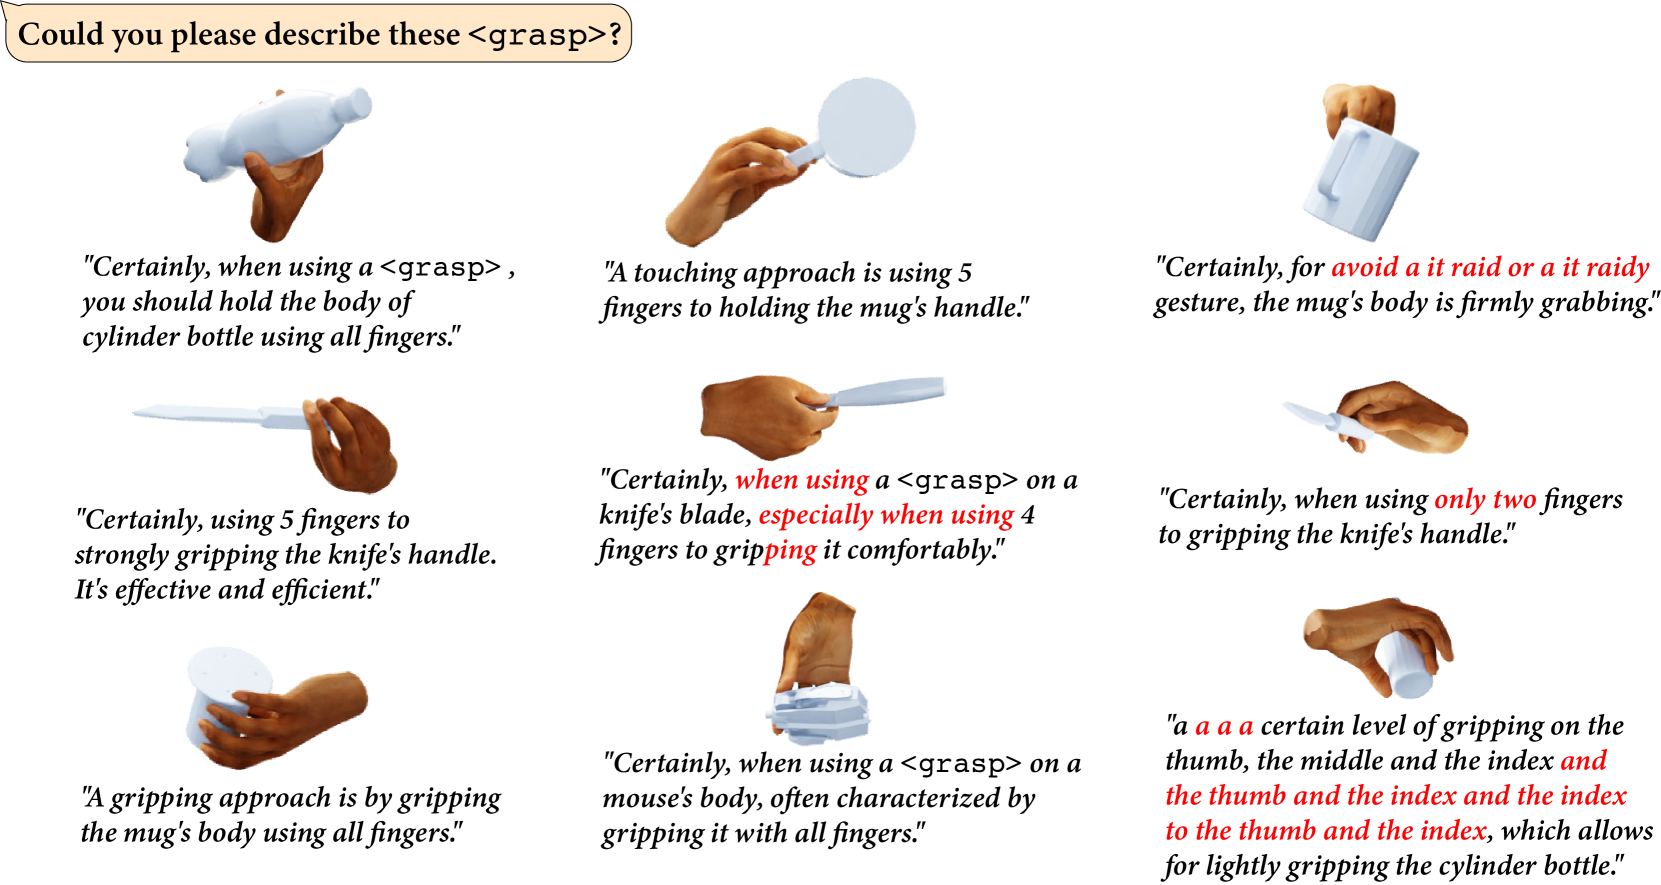 Could you please describe these <grasp>?
"Certainly, when using a <grasp> ,
you should hold the body of
cylinder bottle using all fingers."
"A touching approach is using 5
fingers to holding the mug's handle."
"Certainly, for avoid a it raid or a it raidy
gesture, the mug's body is firmly grabbing."
"Certainly, using 5 fingers to
strongly gripping the knife's handle.
It's effective and efficient."
"Certainly, when using a <grasp> on a
knife's blade, especially when using 4
fingers to gripping it comfortably."
"Certainly, when using only two fingers
to gripping the knife's handle."
"A gripping approach is by gripping
the mug's body using all fingers."
"Certainly, when using a <grasp> on a
mouse's body, often characterized by
gripping it with all fingers."
"a a a a certain level of gripping on the
thumb, the middle and the index and
the thumb and the index and the index
to the thumb and the index, which allows
for lightly gripping the cylinder bottle."